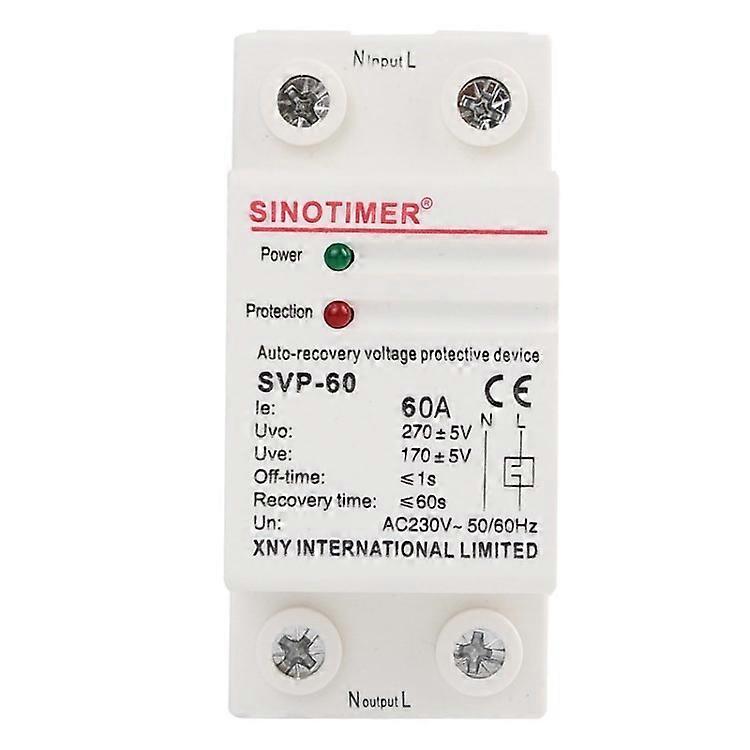 N Input L
SINOTIMER®
Power
Protection
Auto-recovery voltage protective device
SVP-60
CE
Ie: 60A
N L
Uvo: 270±5V
Uve: 170±5V
Off-time: ≤1s
Recovery time: ≤60s
Un: AC230V~ 50/60Hz
XNY INTERNATIONAL LIMITED
N output L